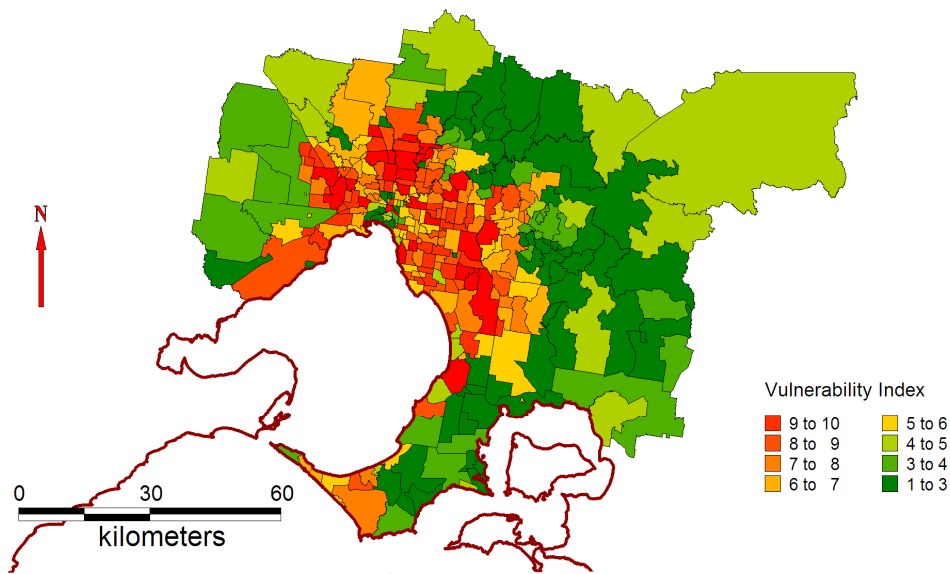 N
Vulnerability Index
9 to 10
8 to 9
7 to 8
6 to 7
5 to 6
4 to 5
3 to 4
1 to 3
0 30 60
kilometers